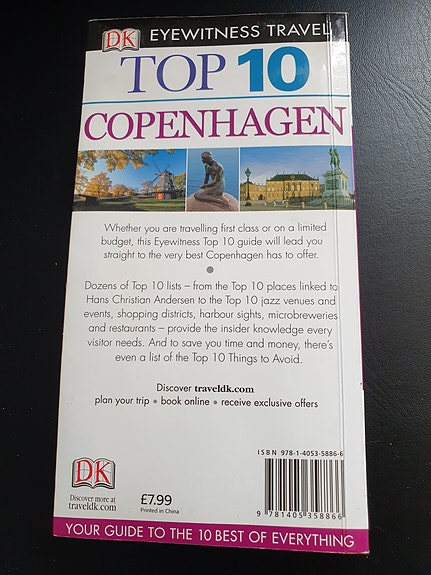 DK EYEWITNESS TRAVEL
TOP 10
COPENHAGEN
Whether you are travelling first class or on a limited
budget, this Eyewitness Top 10 guide will lead you
straight to the very best Copenhagen has to offer.
Dozens of Top 10 lists – from the Top 10 places linked to
Hans Christian Andersen to the Top 10 jazz venues and
events, shopping districts, harbour sights, microbreweries
and restaurants – provide the insider knowledge every
visitor needs. And to save you time and money, there's
even a list of the Top 10 Things to Avoid.
Discover traveldk.com
plan your trip • book online • receive exclusive offers
ISBN 978-1-4053-5886-6
DK
Discover more at
traveldk.com
£7.99
Printed in China
9 781405 358866
YOUR GUIDE TO THE 10 BEST OF EVERYTHING